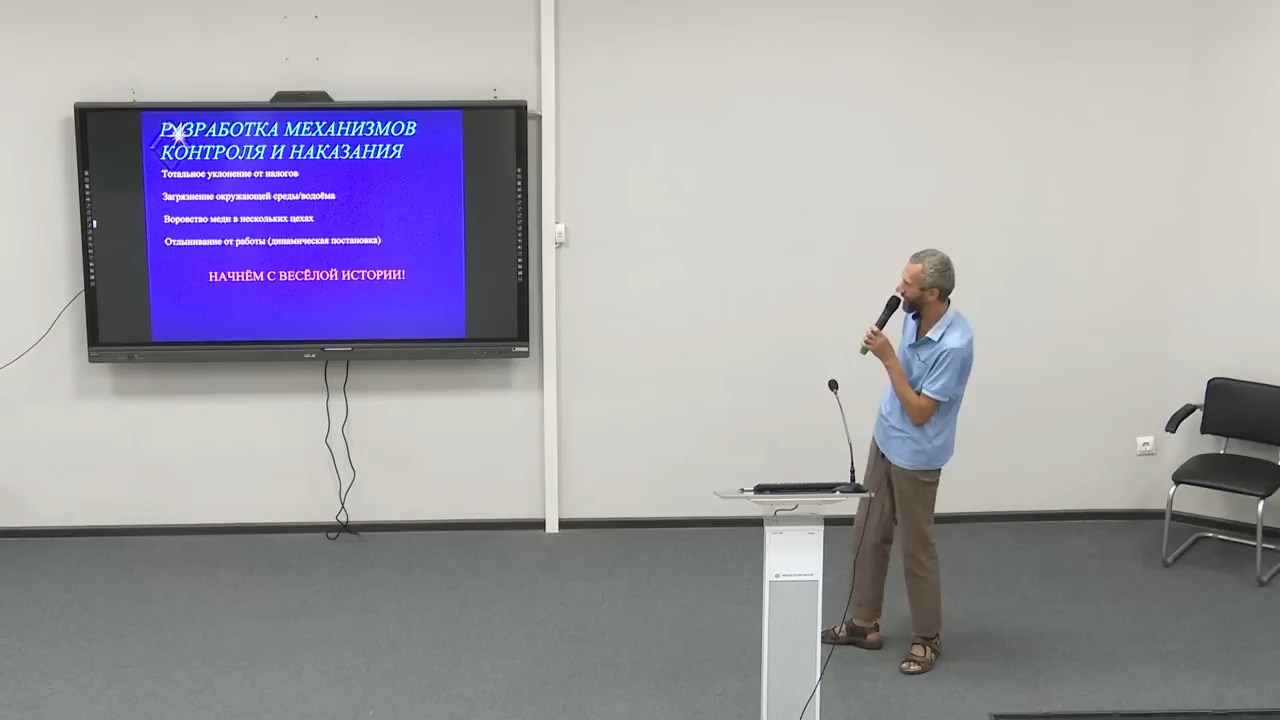 РАЗРАБОТКА МЕХАНИЗМОВ
КОНТРОЛЯ И НАКАЗАНИЯ
Тотальное уклонение от налогов
Загрязнение окружающей среды/водоёма
Воровство меди в нескольких цехах
Отлынивание от работы (динамическая постановка)
НАЧНЁМ С ВЕСЁЛОЙ ИСТОРИИ!